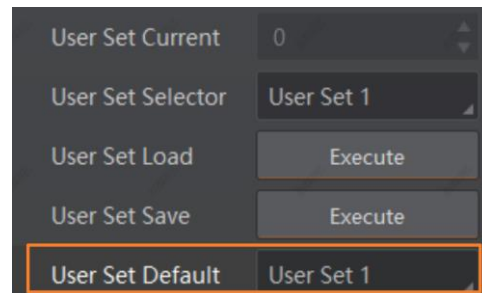 User Set Current 0
User Set Selector User Set 1
User Set Load Execute
User Set Save Execute
User Set Default User Set 1